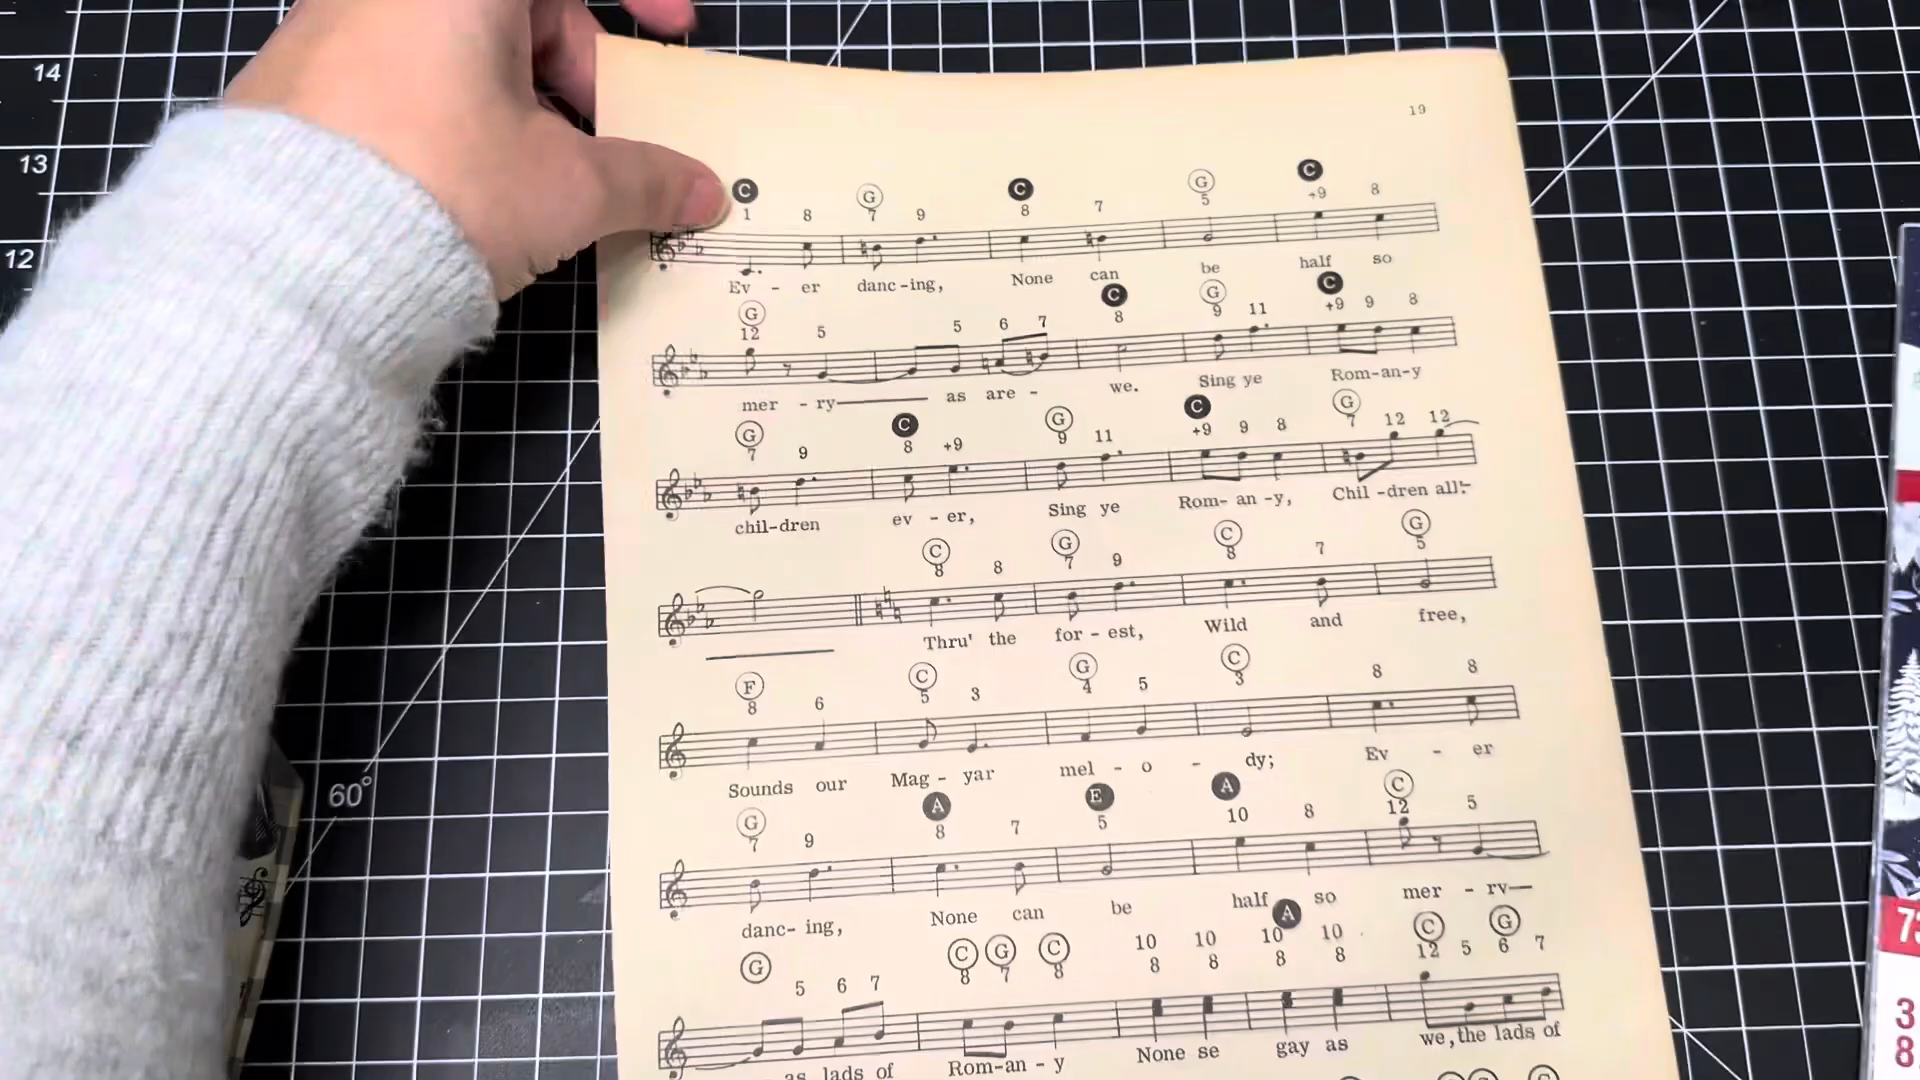 14
13
12
60°
19
C G C G C
1 8 7 9 8 7 5 +9 8
Ev - er danc-ing, None can be half so
G C G C
12 5 5 6 7 8 9 11 +9 9 8
mer - ry as are - we. Sing ye Rom-an-y
G C G C G
7 9 8 +9 9 11 +9 9 8 7 12 12
chil-dren ev - er, Sing ye Rom- an -y, Chil -dren all!
C G C G
8 8 7 9 8 7 5
Thru' the for - est, Wild and free,
F C G C
8 6 5 3 4 5 3 8 8
Sounds our Mag - yar mel - o - dy; Ev - er
G A E A C
7 9 8 7 5 10 8 12 5
danc- ing, None can be half so mer - ry—
G C G C A C G
10 10 10 10
5 6 7 8 7 8 8 8 8 8 12 5 6 7
as lads of Rom-an - y None se gay as we, the lads of
3
8